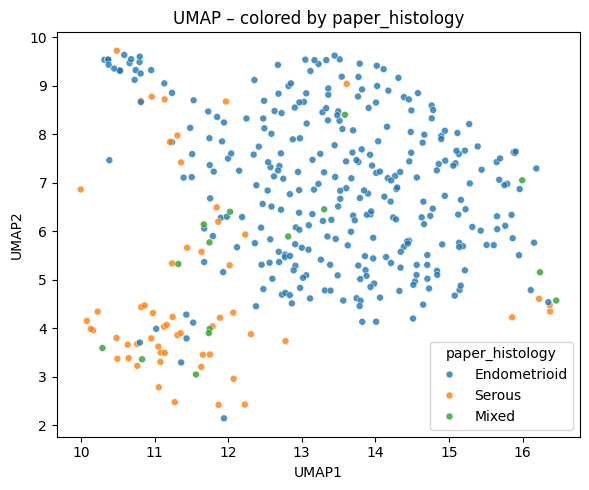 UMAP – colored by paper_histology
10
9
8
7
6
5
4
3
2
UMAP2
paper_histology
Endometrioid
Serous
Mixed
10 11 12 13 14 15 16
UMAP1